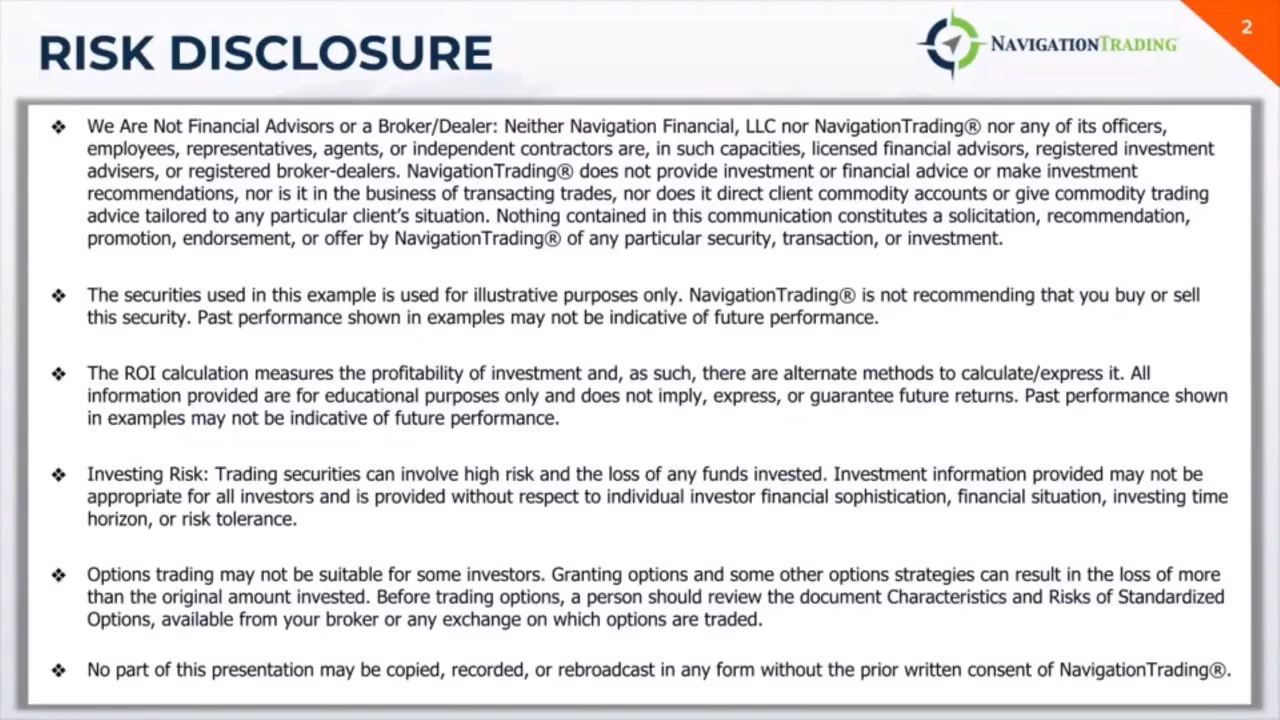 RISK DISCLOSURE
NAVIGATIONTRADING
2
❖ We Are Not Financial Advisors or a Broker/Dealer: Neither Navigation Financial, LLC nor NavigationTrading® nor any of its officers,
employees, representatives, agents, or independent contractors are, in such capacities, licensed financial advisors, registered investment
advisers, or registered broker-dealers. NavigationTrading® does not provide investment or financial advice or make investment
recommendations, nor is it in the business of transacting trades, nor does it direct client commodity accounts or give commodity trading
advice tailored to any particular client's situation. Nothing contained in this communication constitutes a solicitation, recommendation,
promotion, endorsement, or offer by NavigationTrading® of any particular security, transaction, or investment.
❖ The securities used in this example is used for illustrative purposes only. NavigationTrading® is not recommending that you buy or sell
this security. Past performance shown in examples may not be indicative of future performance.
❖ The ROI calculation measures the profitability of investment and, as such, there are alternate methods to calculate/express it. All
information provided are for educational purposes only and does not imply, express, or guarantee future returns. Past performance shown
in examples may not be indicative of future performance.
❖ Investing Risk: Trading securities can involve high risk and the loss of any funds invested. Investment information provided may not be
appropriate for all investors and is provided without respect to individual investor financial sophistication, financial situation, investing time
horizon, or risk tolerance.
❖ Options trading may not be suitable for some investors. Granting options and some other options strategies can result in the loss of more
than the original amount invested. Before trading options, a person should review the document Characteristics and Risks of Standardized
Options, available from your broker or any exchange on which options are traded.
❖ No part of this presentation may be copied, recorded, or rebroadcast in any form without the prior written consent of NavigationTrading®.